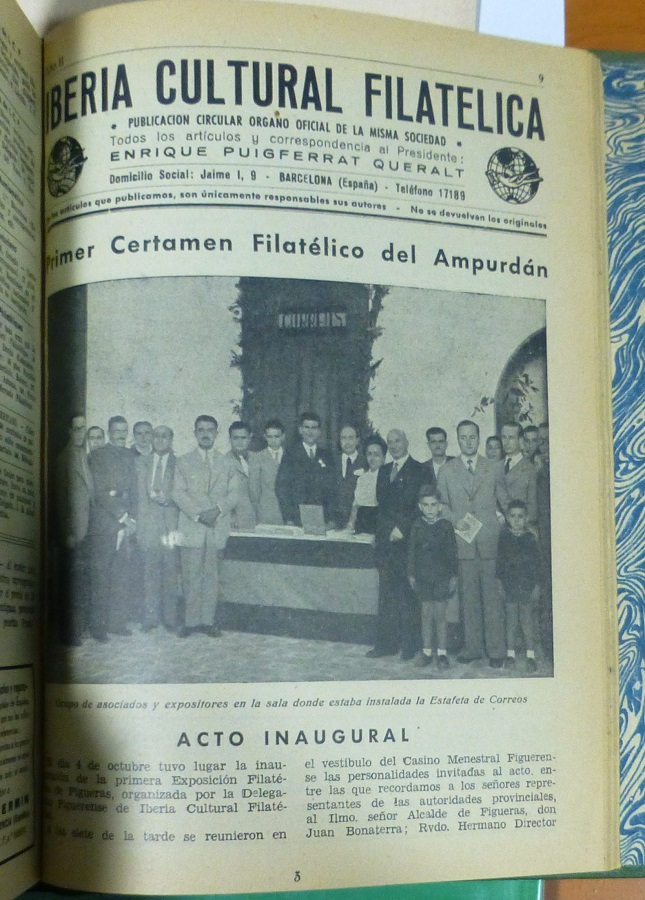 9
IBERIA CULTURAL FILATELICA
• PUBLICACION CIRCULAR ORGANO OFICIAL DE LA MISMA SOCIEDAD •
Todos los artículos y correspondencia al Presidente:
ENRIQUE PUIGFERRAT QUERALT
Domicilio Social: Jaime I, 9 - BARCELONA (España) - Teléfono 17189
los artículos que publicamos, son únicamente responsables sus autores - No se devuelven los originales
Primer Certamen Filatélico del Ampurdán
CORREOS
Grupo de asociados y expositores en la sala donde estaba instalada la Estafeta de Correos
ACTO INAUGURAL
día 4 de octubre tuvo lugar la inau-
de la primera Exposición Filaté-
de Figueras, organizada por la Delega-
Figuerense de Iberia Cultural Filaté-
las siete de la tarde se reunieron en
el vestíbulo del Casino Menestral Figueren-
se las personalidades invitadas al acto, en-
tre las que recordamos a los señores repre-
sentantes de las autoridades provinciales,
al Ilmo. señor Alcalde de Figueras, don
Juan Bonaterra; Rvdo. Hermano Director
3